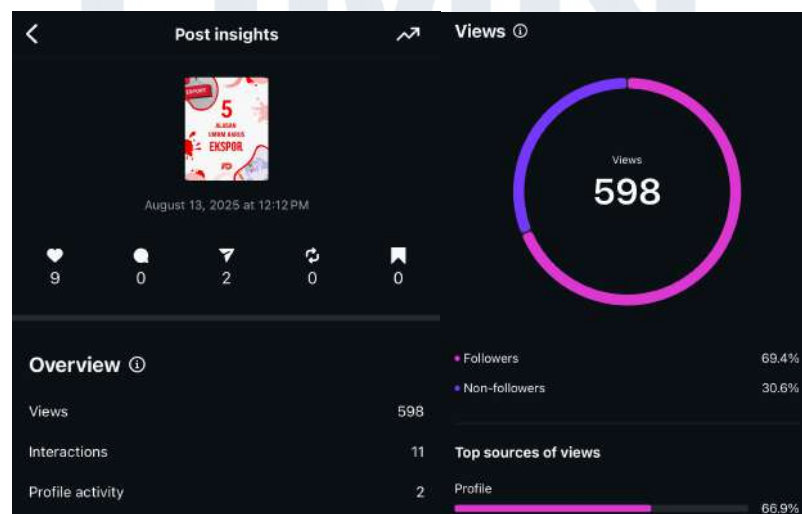 Post insights
5
ALASAN
UMKM HARUS
EKSPOR
August 13, 2025 at 12:12 PM
9
0
2
0
0
Overview
Views 598
Interactions 11
Profile activity 2
Views
Views
598
Followers 69.4%
Non-followers 30.6%
Top sources of views
Profile
66.9%